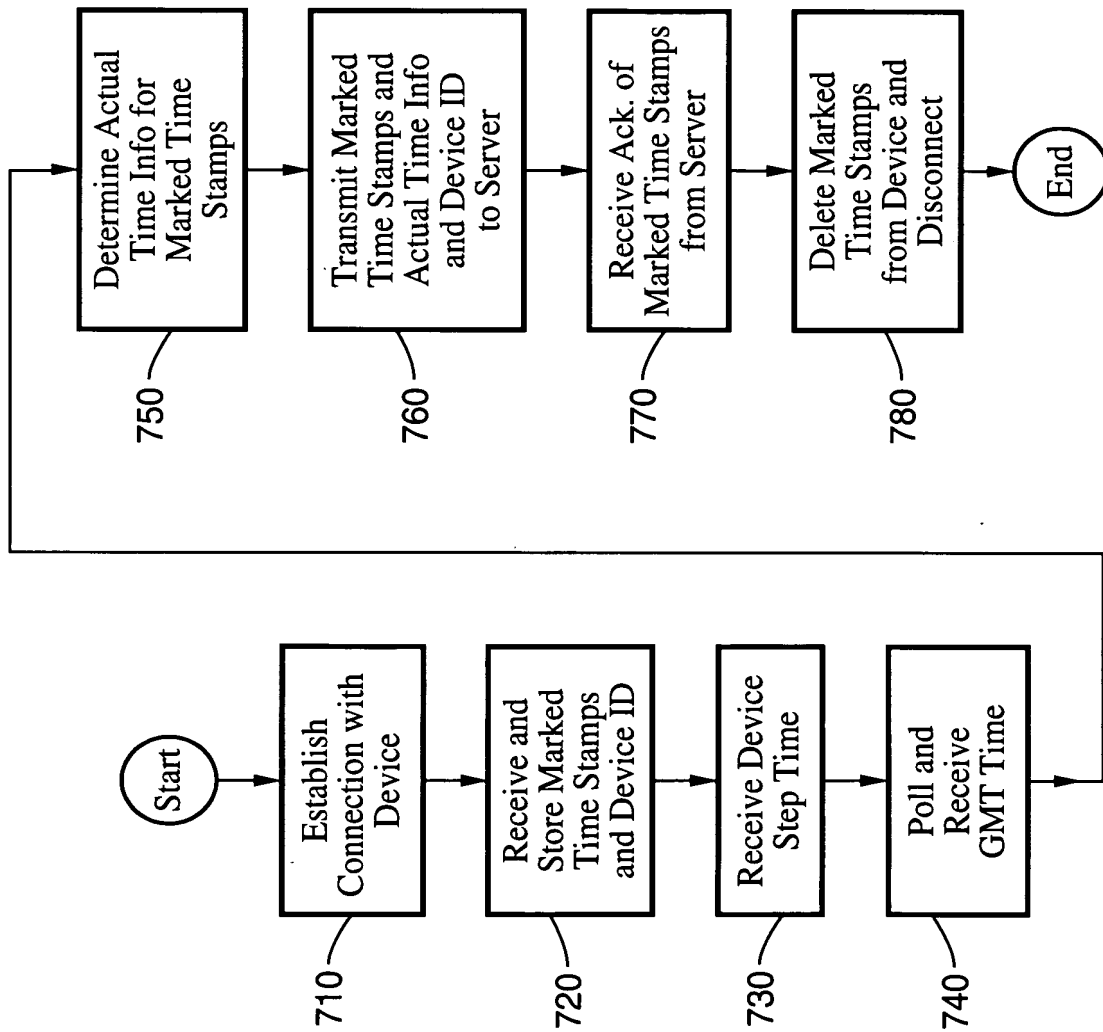 Start
710
Establish
Connection with
Device
720
Receive and
Store Marked
Time Stamps
and Device ID
730
Receive Device
Step Time
740
Poll and
Receive
GMT Time
750
Determine Actual
Time Info for
Marked Time
Stamps
760
Transmit Marked
Time Stamps and
Actual Time Info
and Device ID
to Server
770
Receive Ack. of
Marked Time Stamps
from Server
780
Delete Marked
Time Stamps
from Device and
Disconnect
End